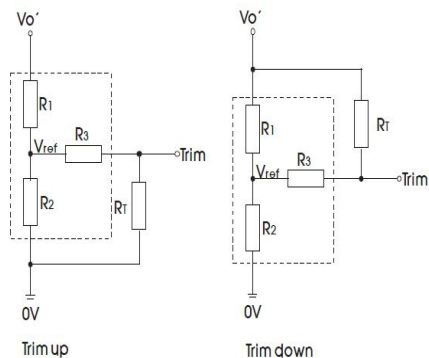 Vo´
R1
Vref
R3
Trim
R2
RT
0V
Trim up
Vo´
R1
RT
Vref
R3
Trim
R2
0V
Trim down